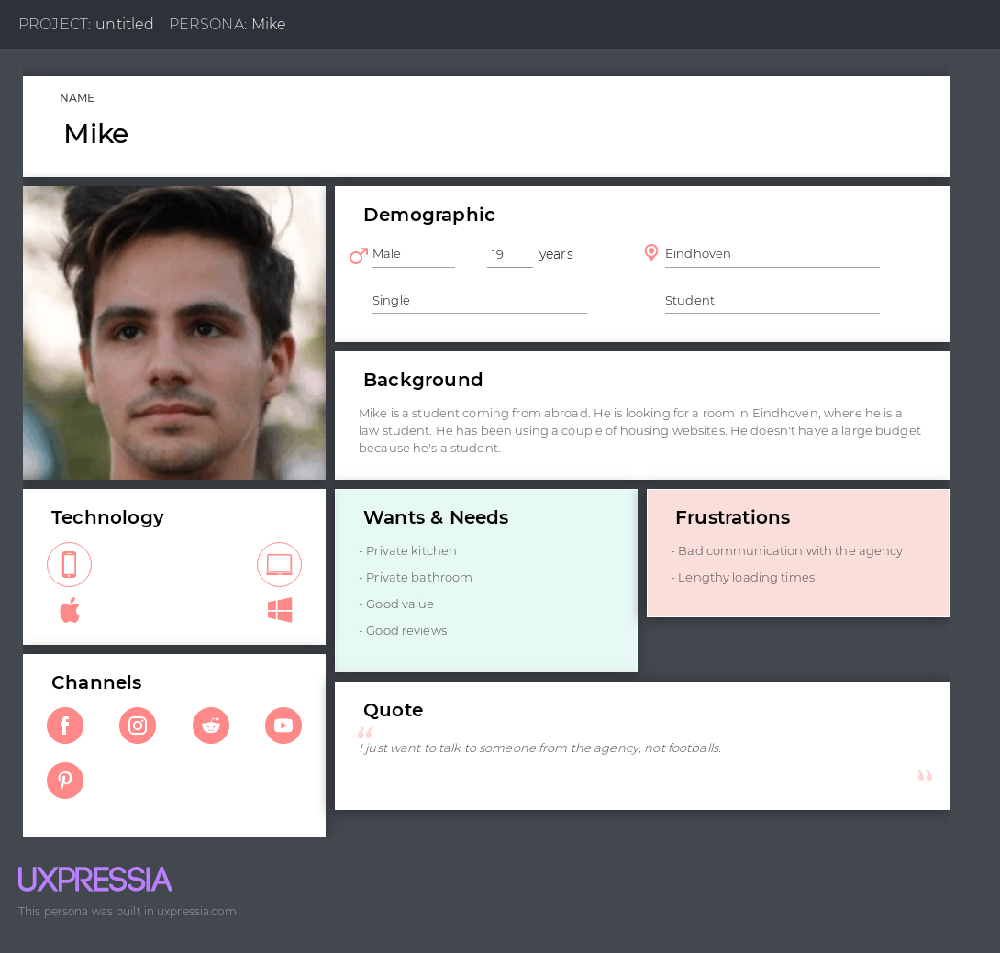 PROJECT: untitled PERSONA: Mike
NAME
Mike
Demographic
Male 19 years Eindhoven
Single Student
Background
Mike is a student coming from abroad. He is looking for a room in Eindhoven, where he is a
law student. He has been using a couple of housing websites. He doesn't have a large budget
because he's a student.
Technology
Wants & Needs
- Private kitchen
- Private bathroom
- Good value
- Good reviews
Frustrations
- Bad communication with the agency
- Lengthy loading times
Channels
Quote
“
I just want to talk to someone from the agency, not footballs.
”
UXPRESSIA
This persona was built in uxpressia.com